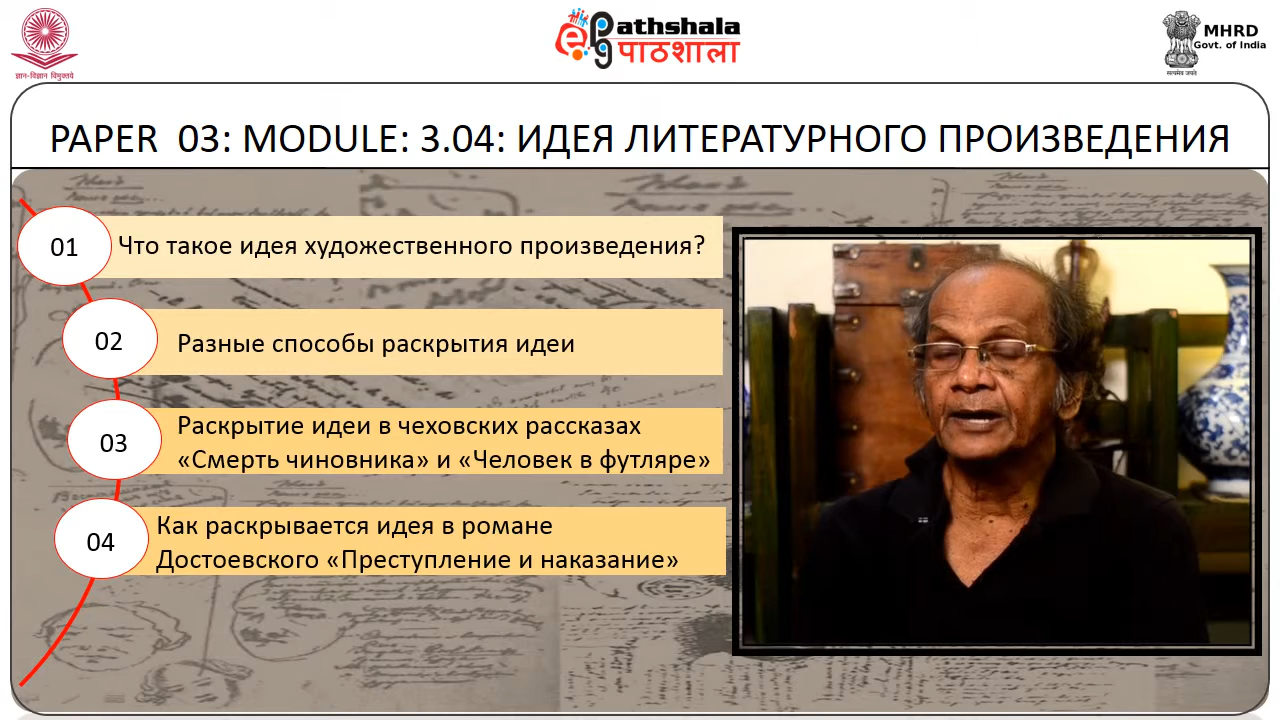 ज्ञान-विज्ञान विमुक्तये
ePg Pathshala
पाठशाला
MHRD
Govt. of India
सत्यमेव जयते
PAPER 03: MODULE: 3.04: ИДЕЯ ЛИТЕРАТУРНОГО ПРОИЗВЕДЕНИЯ
01
Что такое идея художественного произведения?
02
Разные способы раскрытия идеи
03
Раскрытие идеи в чеховских рассказах
«Смерть чиновника» и «Человек в футляре»
04
Как раскрывается идея в романе
Достоевского «Преступление и наказание»